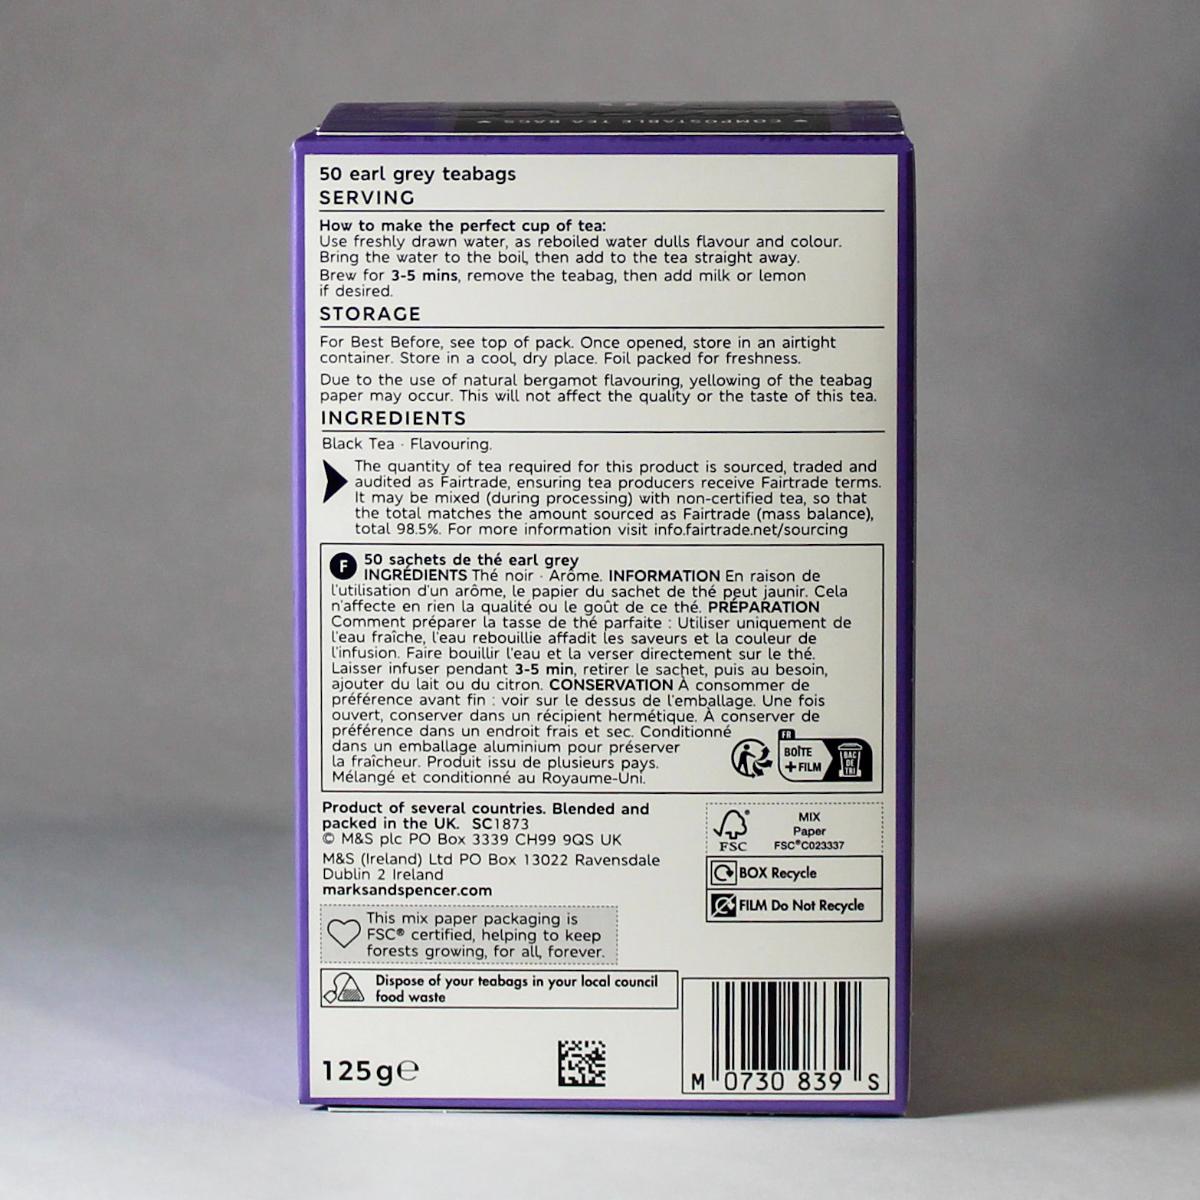 COMPOSTABLE TEA BAGS
50 earl grey teabags
SERVING
How to make the perfect cup of tea:
Use freshly drawn water, as reboiled water dulls flavour and colour.
Bring the water to the boil, then add to the tea straight away.
Brew for 3-5 mins, remove the teabag, then add milk or lemon
if desired.
STORAGE
For Best Before, see top of pack. Once opened, store in an airtight
container. Store in a cool, dry place. Foil packed for freshness.
Due to the use of natural bergamot flavouring, yellowing of the teabag
paper may occur. This will not affect the quality or the taste of this tea.
INGREDIENTS
Black Tea · Flavouring.
The quantity of tea required for this product is sourced, traded and
audited as Fairtrade, ensuring tea producers receive Fairtrade terms.
It may be mixed (during processing) with non-certified tea, so that
the total matches the amount sourced as Fairtrade (mass balance),
total 98.5%. For more information visit info.fairtrade.net/sourcing
F 50 sachets de thé earl grey
INGRÉDIENTS Thé noir · Arôme. INFORMATION En raison de
l'utilisation d'un arôme, le papier du sachet de thé peut jaunir. Cela
n'affecte en rien la qualité ou le goût de ce thé. PRÉPARATION
Comment préparer la tasse de thé parfaite : Utiliser uniquement de
l'eau fraîche, l'eau rebouillie affadit les saveurs et la couleur de
l'infusion. Faire bouillir l'eau et la verser directement sur le thé.
Laisser infuser pendant 3-5 min, retirer le sachet, puis au besoin,
ajouter du lait ou du citron. CONSERVATION À consommer de
préférence avant fin : voir sur le dessus de l'emballage. Une fois
ouvert, conserver dans un récipient hermétique. À conserver de
préférence dans un endroit frais et sec. Conditionné
dans un emballage aluminium pour préserver
la fraîcheur. Produit issu de plusieurs pays.
Mélangé et conditionné au Royaume-Uni.
FR
BOÎTE
+ FILM
BAC
DE
TRI
Product of several countries. Blended and
packed in the UK. SC1873
© M&S plc PO Box 3339 CH99 9QS UK
M&S (Ireland) Ltd PO Box 13022 Ravensdale
Dublin 2 Ireland
marksandspencer.com
FSC
MIX
Paper
FSC® C023337
BOX Recycle
FILM Do Not Recycle
This mix paper packaging is
FSC® certified, helping to keep
forests growing, for all, forever.
Dispose of your teabags in your local council
food waste
125g℮
M 0730 839 S